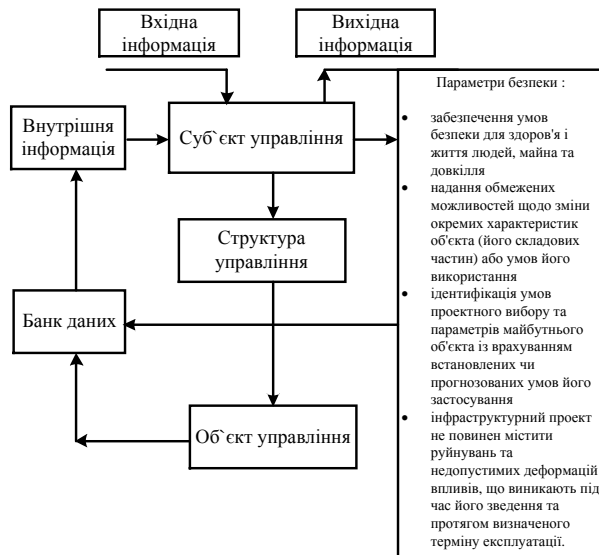 Вхідна
інформація
Вихідна
інформація
Внутрішня
інформація
Суб`єкт управління
Структура
управління
Банк даних
Об`єкт управління
Параметри безпеки :
• забезпечення умов
безпеки для здоров'я і
життя людей, майна та
довкілля
• надання обмежених
можливостей щодо зміни
окремих характеристик
об'єкта (його складових
частин) або умов його
використання
• ідентифікація умов
проектного вибору та
параметрів майбутнього
об'єкта із врахуванням
встановлених чи
прогнозованих умов його
застосування
• інфраструктурний проект
не повинен містити
руйнувань та
недопустимих деформацій
впливів, що виникають під
час його зведення та
протягом визначеного
терміну експлуатації.